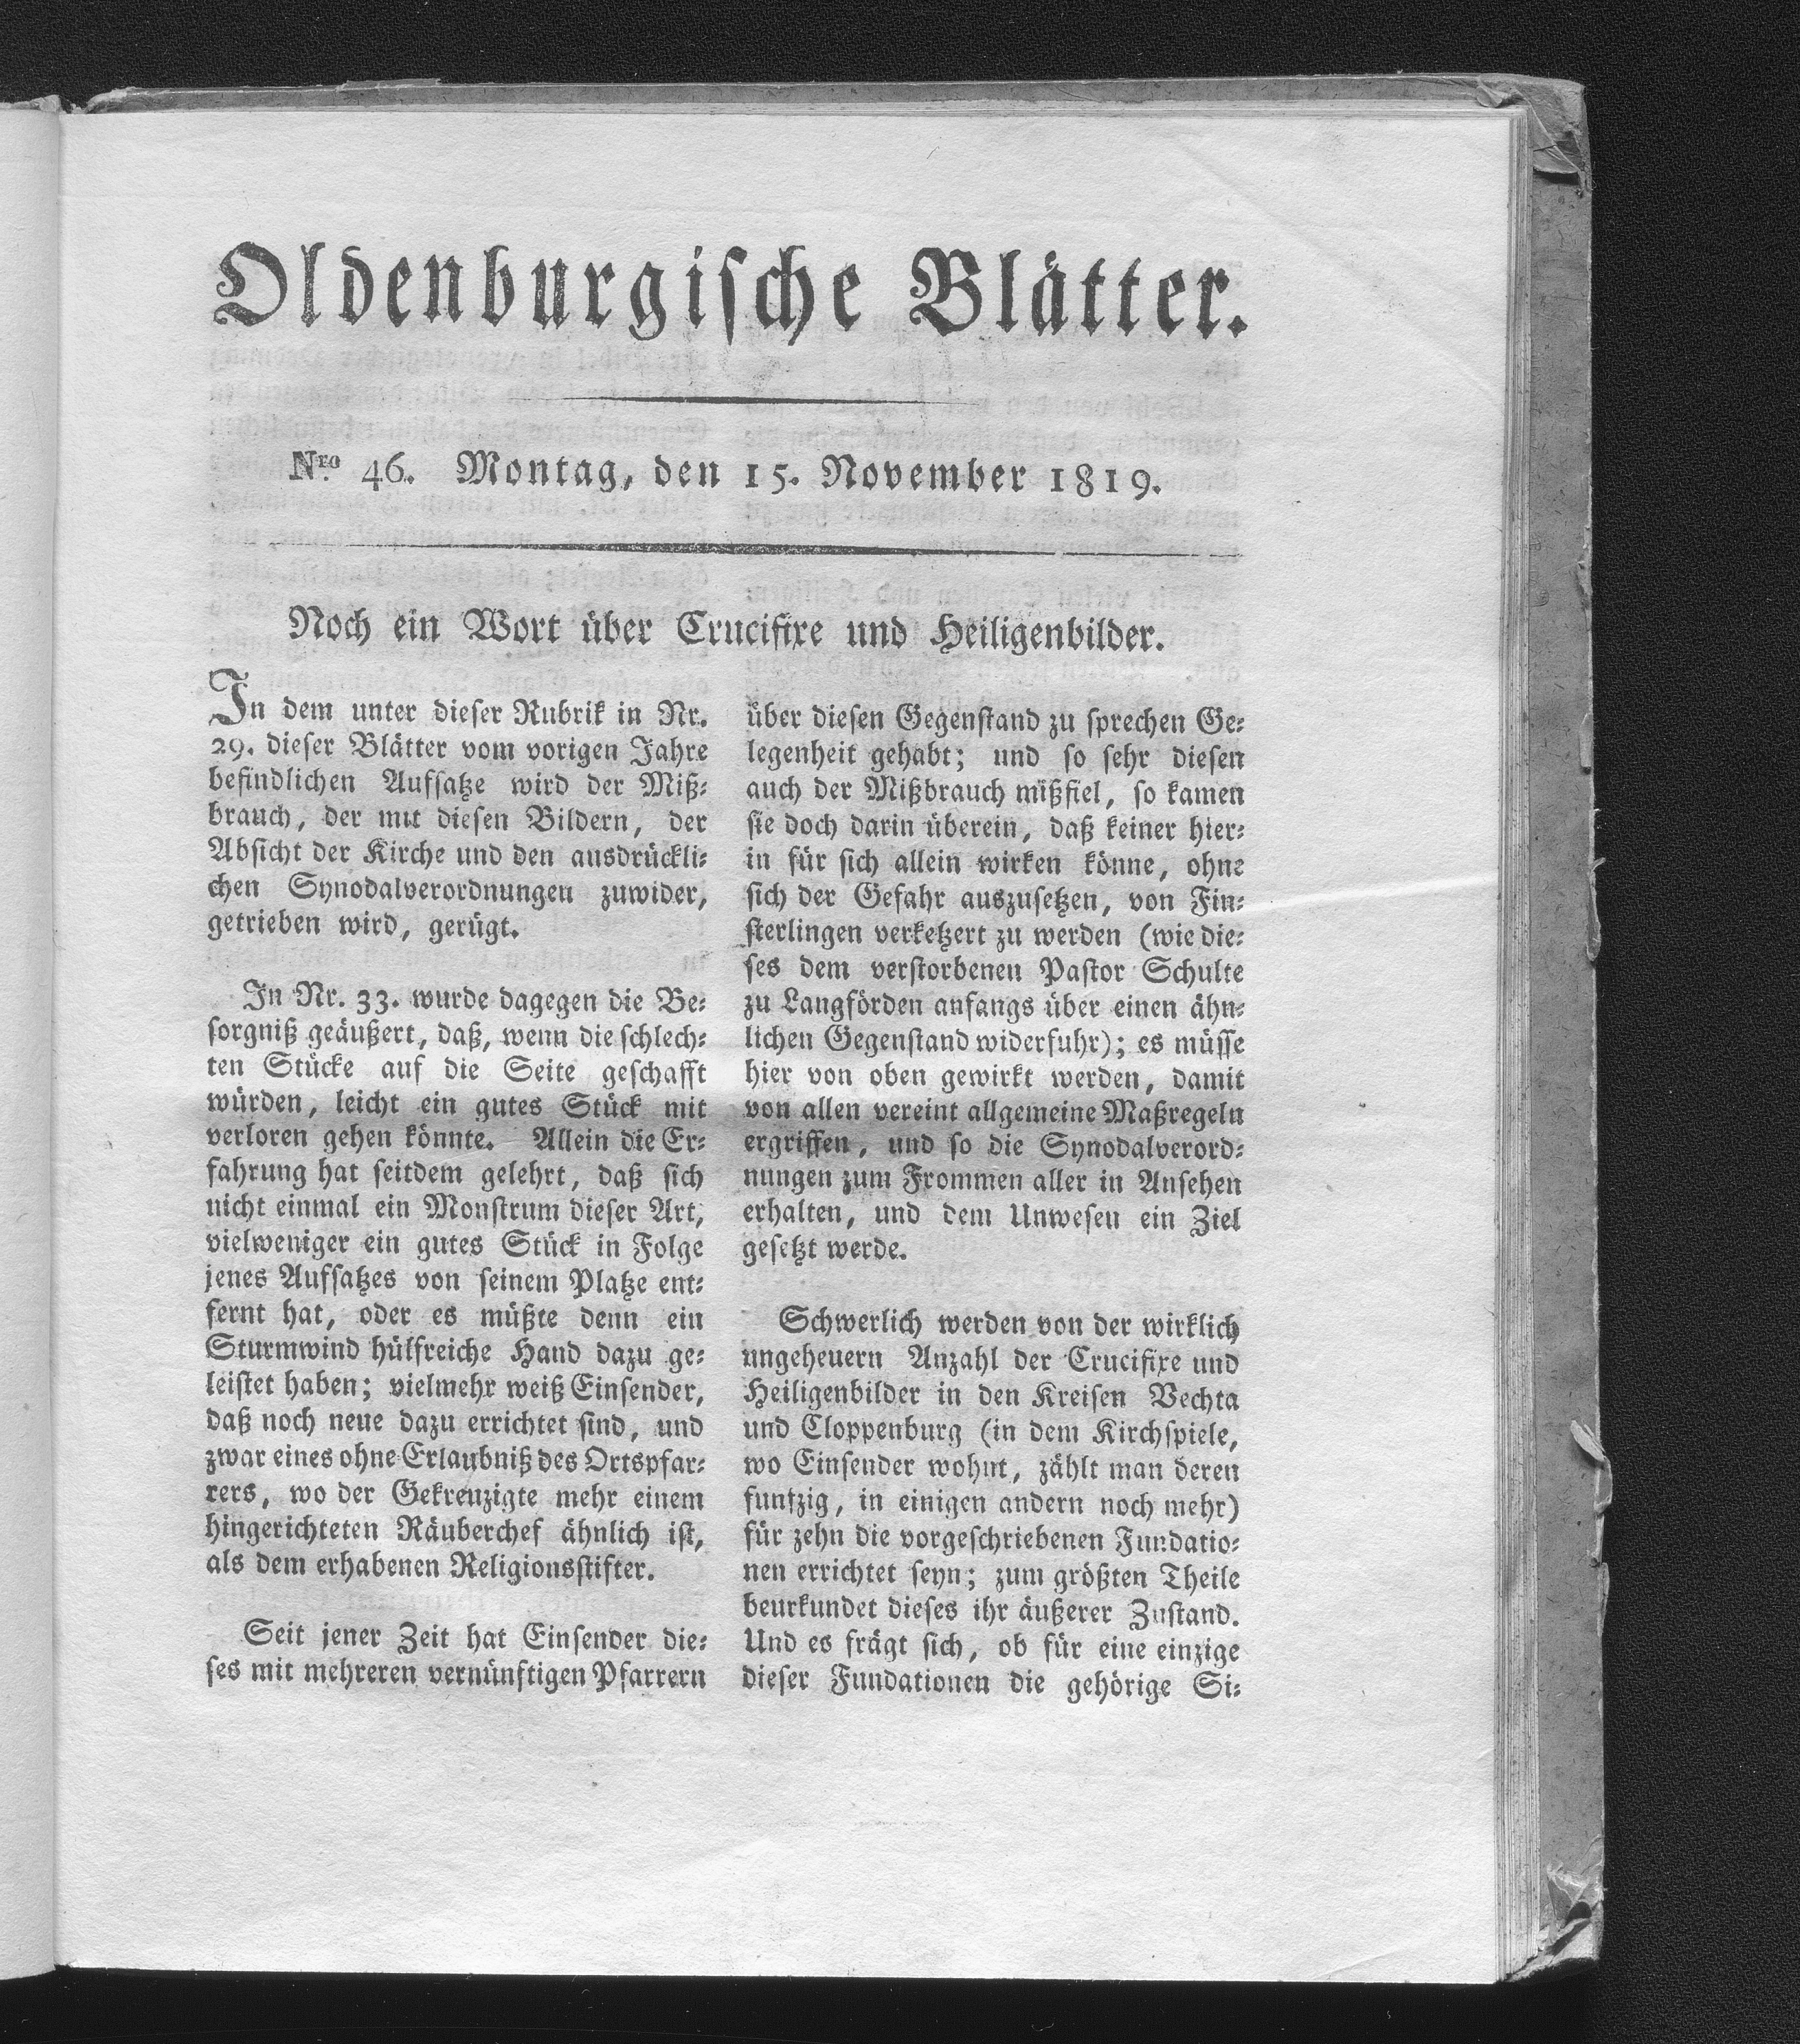 Oldenburgische Blätter.
Nro. 46. Montag, den 15. November 1819.
Noch ein Wort über Crucifixe und Heiligenbilder.
In dem unter dieser Rubrik in Nr.
29. dieser Blätter vom vorigen Jahre
befindlichen Aufsatze wird der Miß-
brauch, der mit diesen Bildern, der
Absicht der Kirche und den ausdrückli-
chen Synodalverordnungen zuwider,
getrieben wird, gerügt.
In Nr. 33. wurde dagegen die Be-
sorgniß geäußert, daß, wenn die schlech-
ten Stücke auf die Seite geschafft
würden, leicht ein gutes Stück mit
verloren gehen könnte. Allein die Er-
fahrung hat seitdem gelehrt, daß sich
nicht einmal ein Monstrum dieser Art,
vielweniger ein gutes Stück in Folge
jenes Aufsatzes von seinem Platze ent-
fernt hat, oder es müßte denn ein
Sturmwind hülfreiche Hand dazu ge-
leistet haben; vielmehr weiß Einsender,
daß noch neue dazu errichtet sind, und
zwar eines ohne Erlaubniß des Ortspfar-
rers, wo der Gekreuzigte mehr einem
hingerichteten Räuberchef ähnlich ist,
als dem erhabenen Religionsstifter.
Seit jener Zeit hat Einsender die-
ses mit mehreren vernünftigen Pfarrern
über diesen Gegenstand zu sprechen Ge-
legenheit gehabt; und so sehr diesen
auch der Mißbrauch mißfiel, so kamen
sie doch darin überein, daß keiner hier-
in für sich allein wirken könne, ohne
sich der Gefahr auszusetzen, von Fin-
sterlingen verketzert zu werden (wie die-
ses dem verstorbenen Pastor Schulte
zu Langförden anfangs über einen ähn-
lichen Gegenstand widerfuhr); es müsse
hier von oben gewirkt werden, damit
von allen vereint allgemeine Maßregeln
ergriffen, und so die Synodalverord-
nungen zum Frommen aller in Ansehen
erhalten, und dem Unwesen ein Ziel
gesetzt werde.
Schwerlich werden von der wirklich
ungeheuern Anzahl der Crucifixe und
Heiligenbilder in den Kreisen Vechta
und Cloppenburg (in dem Kirchspiele,
wo Einsender wohnt, zählt man deren
funfzig, in einigen andern noch mehr)
für zehn die vorgeschriebenen Fundatio-
nen errichtet seyn; zum größten Theile
beurkundet dieses ihr äußerer Zustand.
Und es frägt sich, ob für eine einzige
dieser Fundationen die gehörige Si-